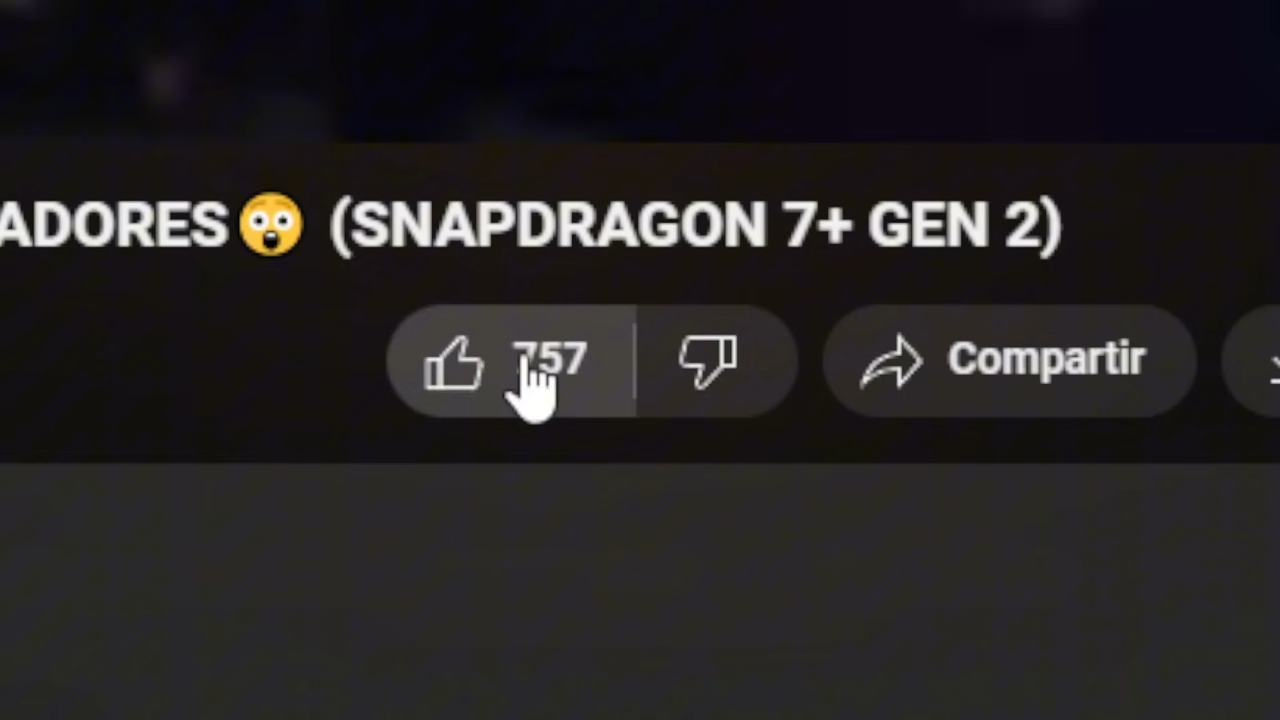 ADORES😲 (SNAPDRAGON 7+ GEN 2)
757 Compartir